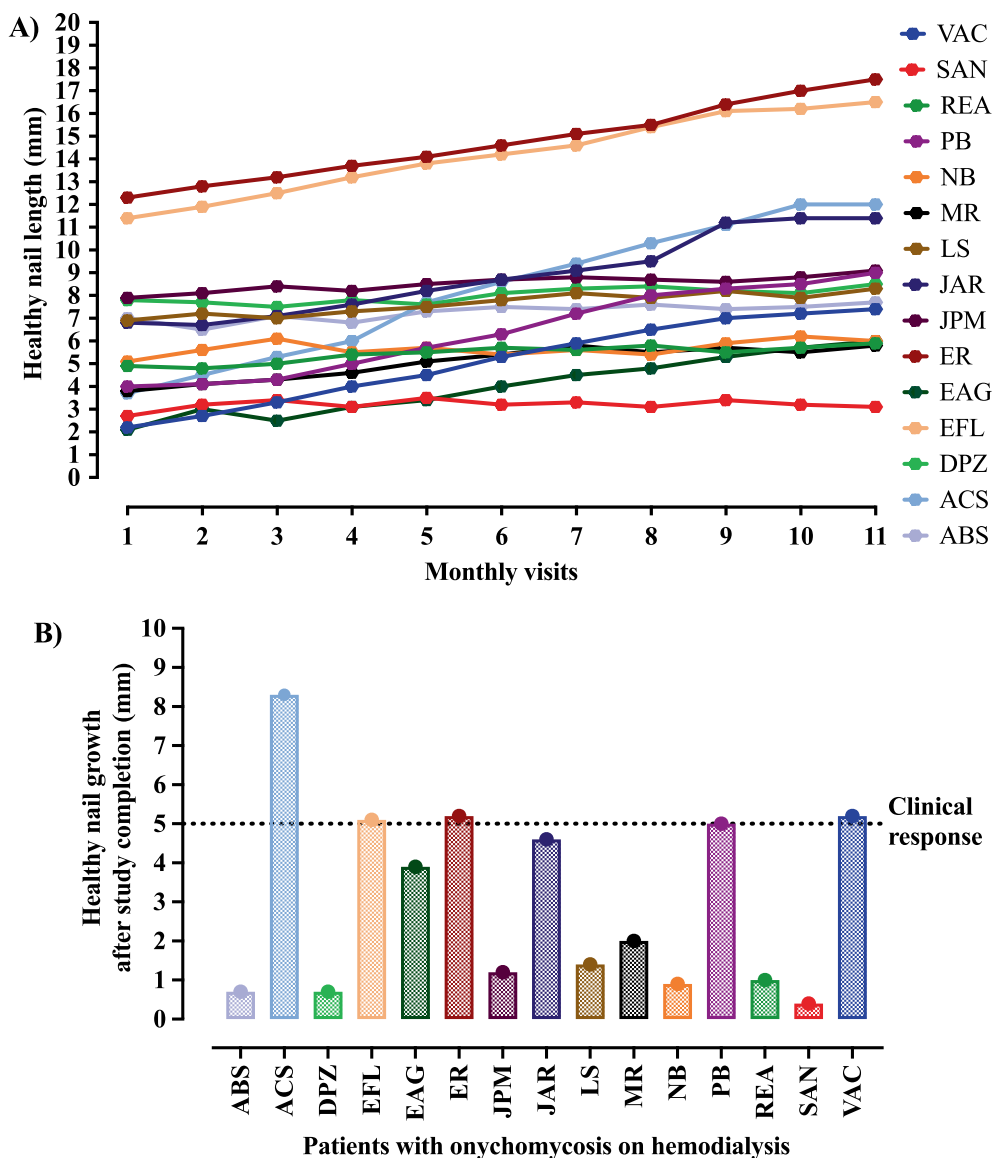 A)
Healthy nail length (mm)
20
19
18
17
16
15
14
13
12
11
10
9
8
7
6
5
4
3
2
1
0
1 2 3 4 5 6 7 8 9 10 11
Monthly visits
VAC
SAN
REA
PB
NB
MR
LS
JAR
JPM
ER
EAG
EFL
DPZ
ACS
ABS
B)
Healthy nail growth
after study completion (mm)
10
9
8
7
6
5
4
3
2
1
0
Clinical
response
ABS
ACS
DPZ
EFL
EAG
ER
JPM
JAR
LS
MR
NB
PB
REA
SAN
VAC
Patients with onychomycosis on hemodialysis